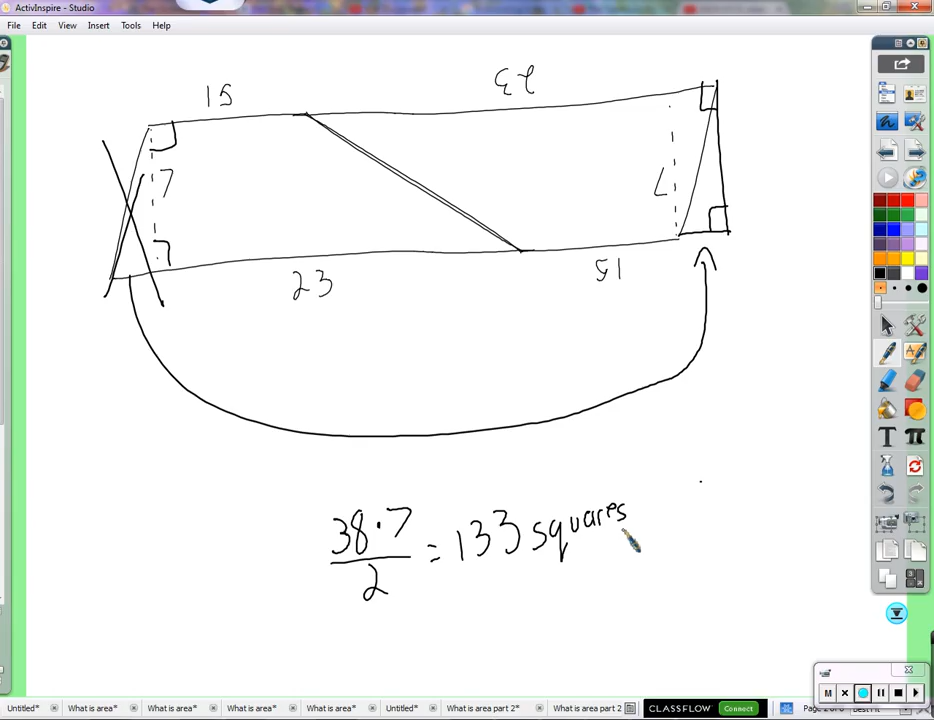 ActivInspire - Studio
File Edit View Insert Tools Help
15 23
7 7
23 15
38·7
2
= 133 squares
M
Untitled* What is area* What is area* What is area* What is area* Untitled* What is area part 2* What is area part 2 CLASSFLOW Connect